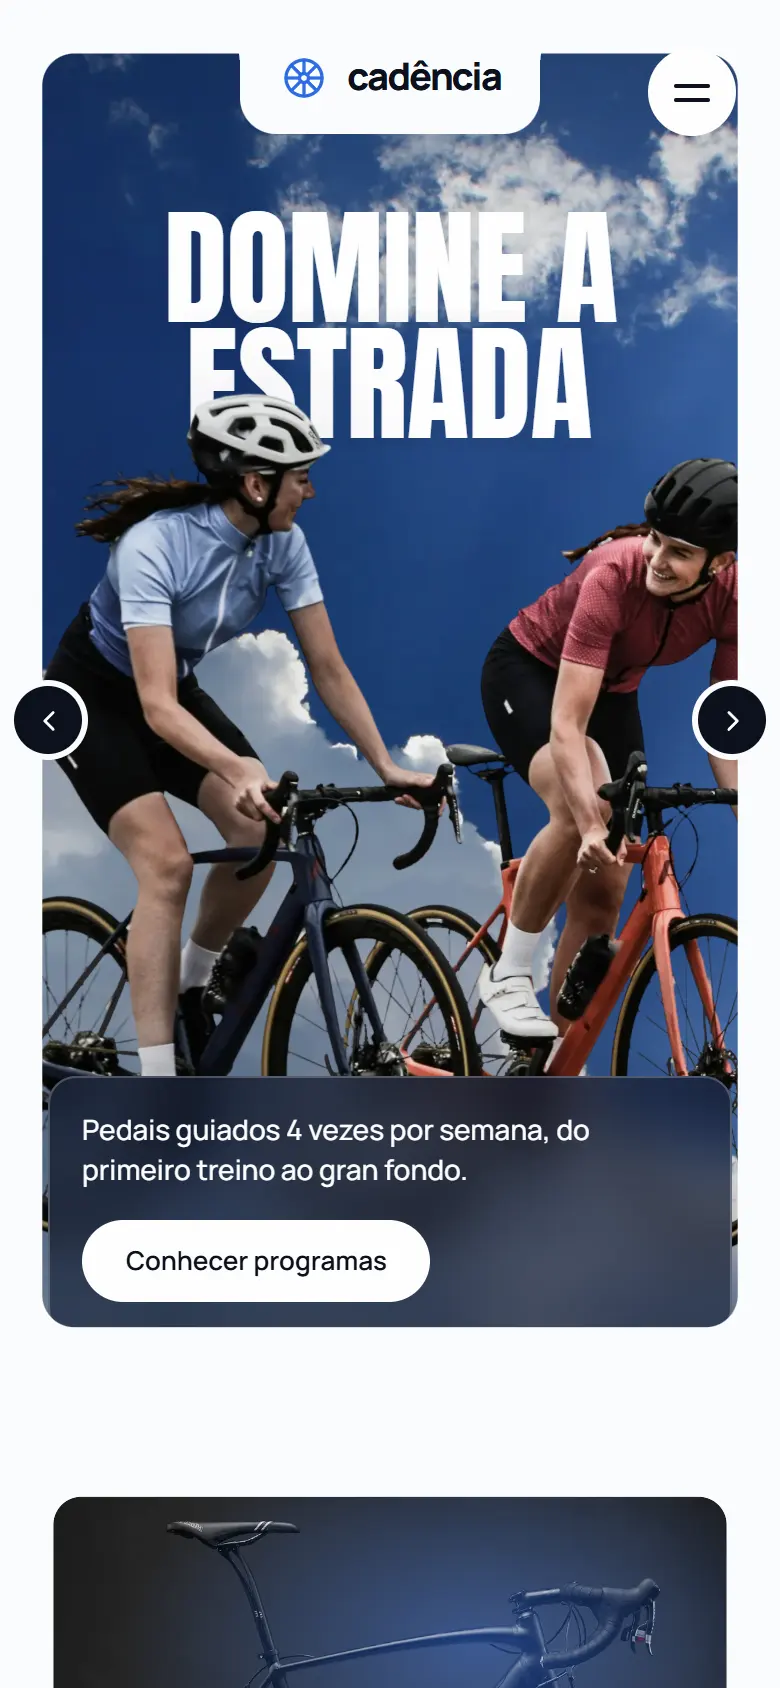 cadência
DOMINE A
ESTRADA
Pedais guiados 4 vezes por semana, do
primeiro treino ao gran fondo.
Conhecer programas